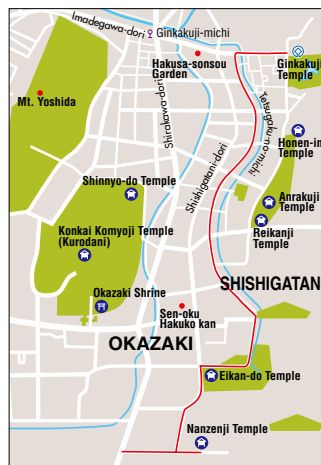 Imadegawa-dori
Ginkakuji-michi
Hakusa-sonsou
Garden
Ginkakuji
Temple
Mt. Yoshida
Shirakawa-dori
Tetsugaku-no-michi
Honen-in
Temple
Shishigatani-dori
Shinnyo-do Temple
Anrakuji
Temple
Reikanji
Temple
Konkai Komyoji Temple
(Kurodani)
SHISHIGATAN
Okazaki Shrine
Sen-oku
Hakuko kan
OKAZAKI
Eikan-do Temple
Nanzenji Temple